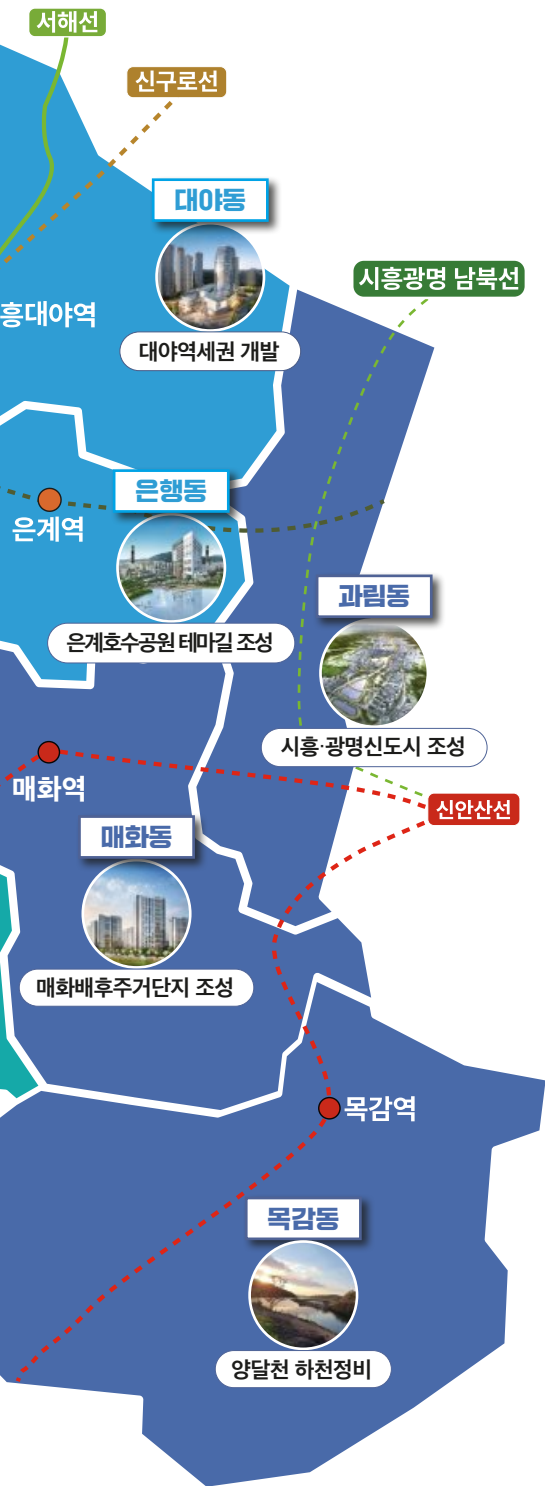 서해선
신구로선
대야동
시흥광명 남북선
흥대야역
대야역세권 개발
은행동
은계역
과림동
은계호수공원 테마길 조성
시흥·광명신도시 조성
매화역
신안산선
매화동
매화배후주거단지 조성
목감역
목감동
양달천 하천정비